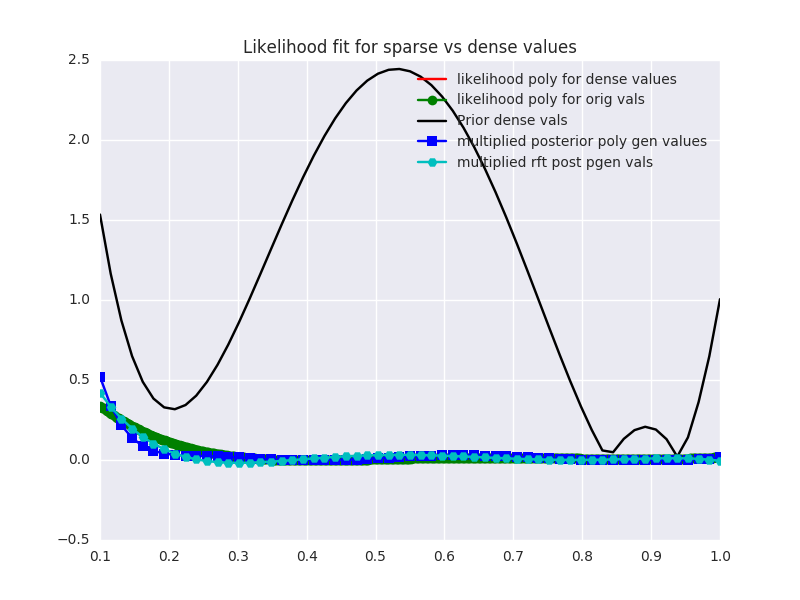 Likelihood fit for sparse vs dense values
2.5
2.0
1.5
1.0
0.5
0.0
−0.5
likelihood poly for dense values
likelihood poly for orig vals
Prior dense vals
multiplied posterior poly gen values
multiplied rft post pgen vals
0.1 0.2 0.3 0.4 0.5 0.6 0.7 0.8 0.9 1.0